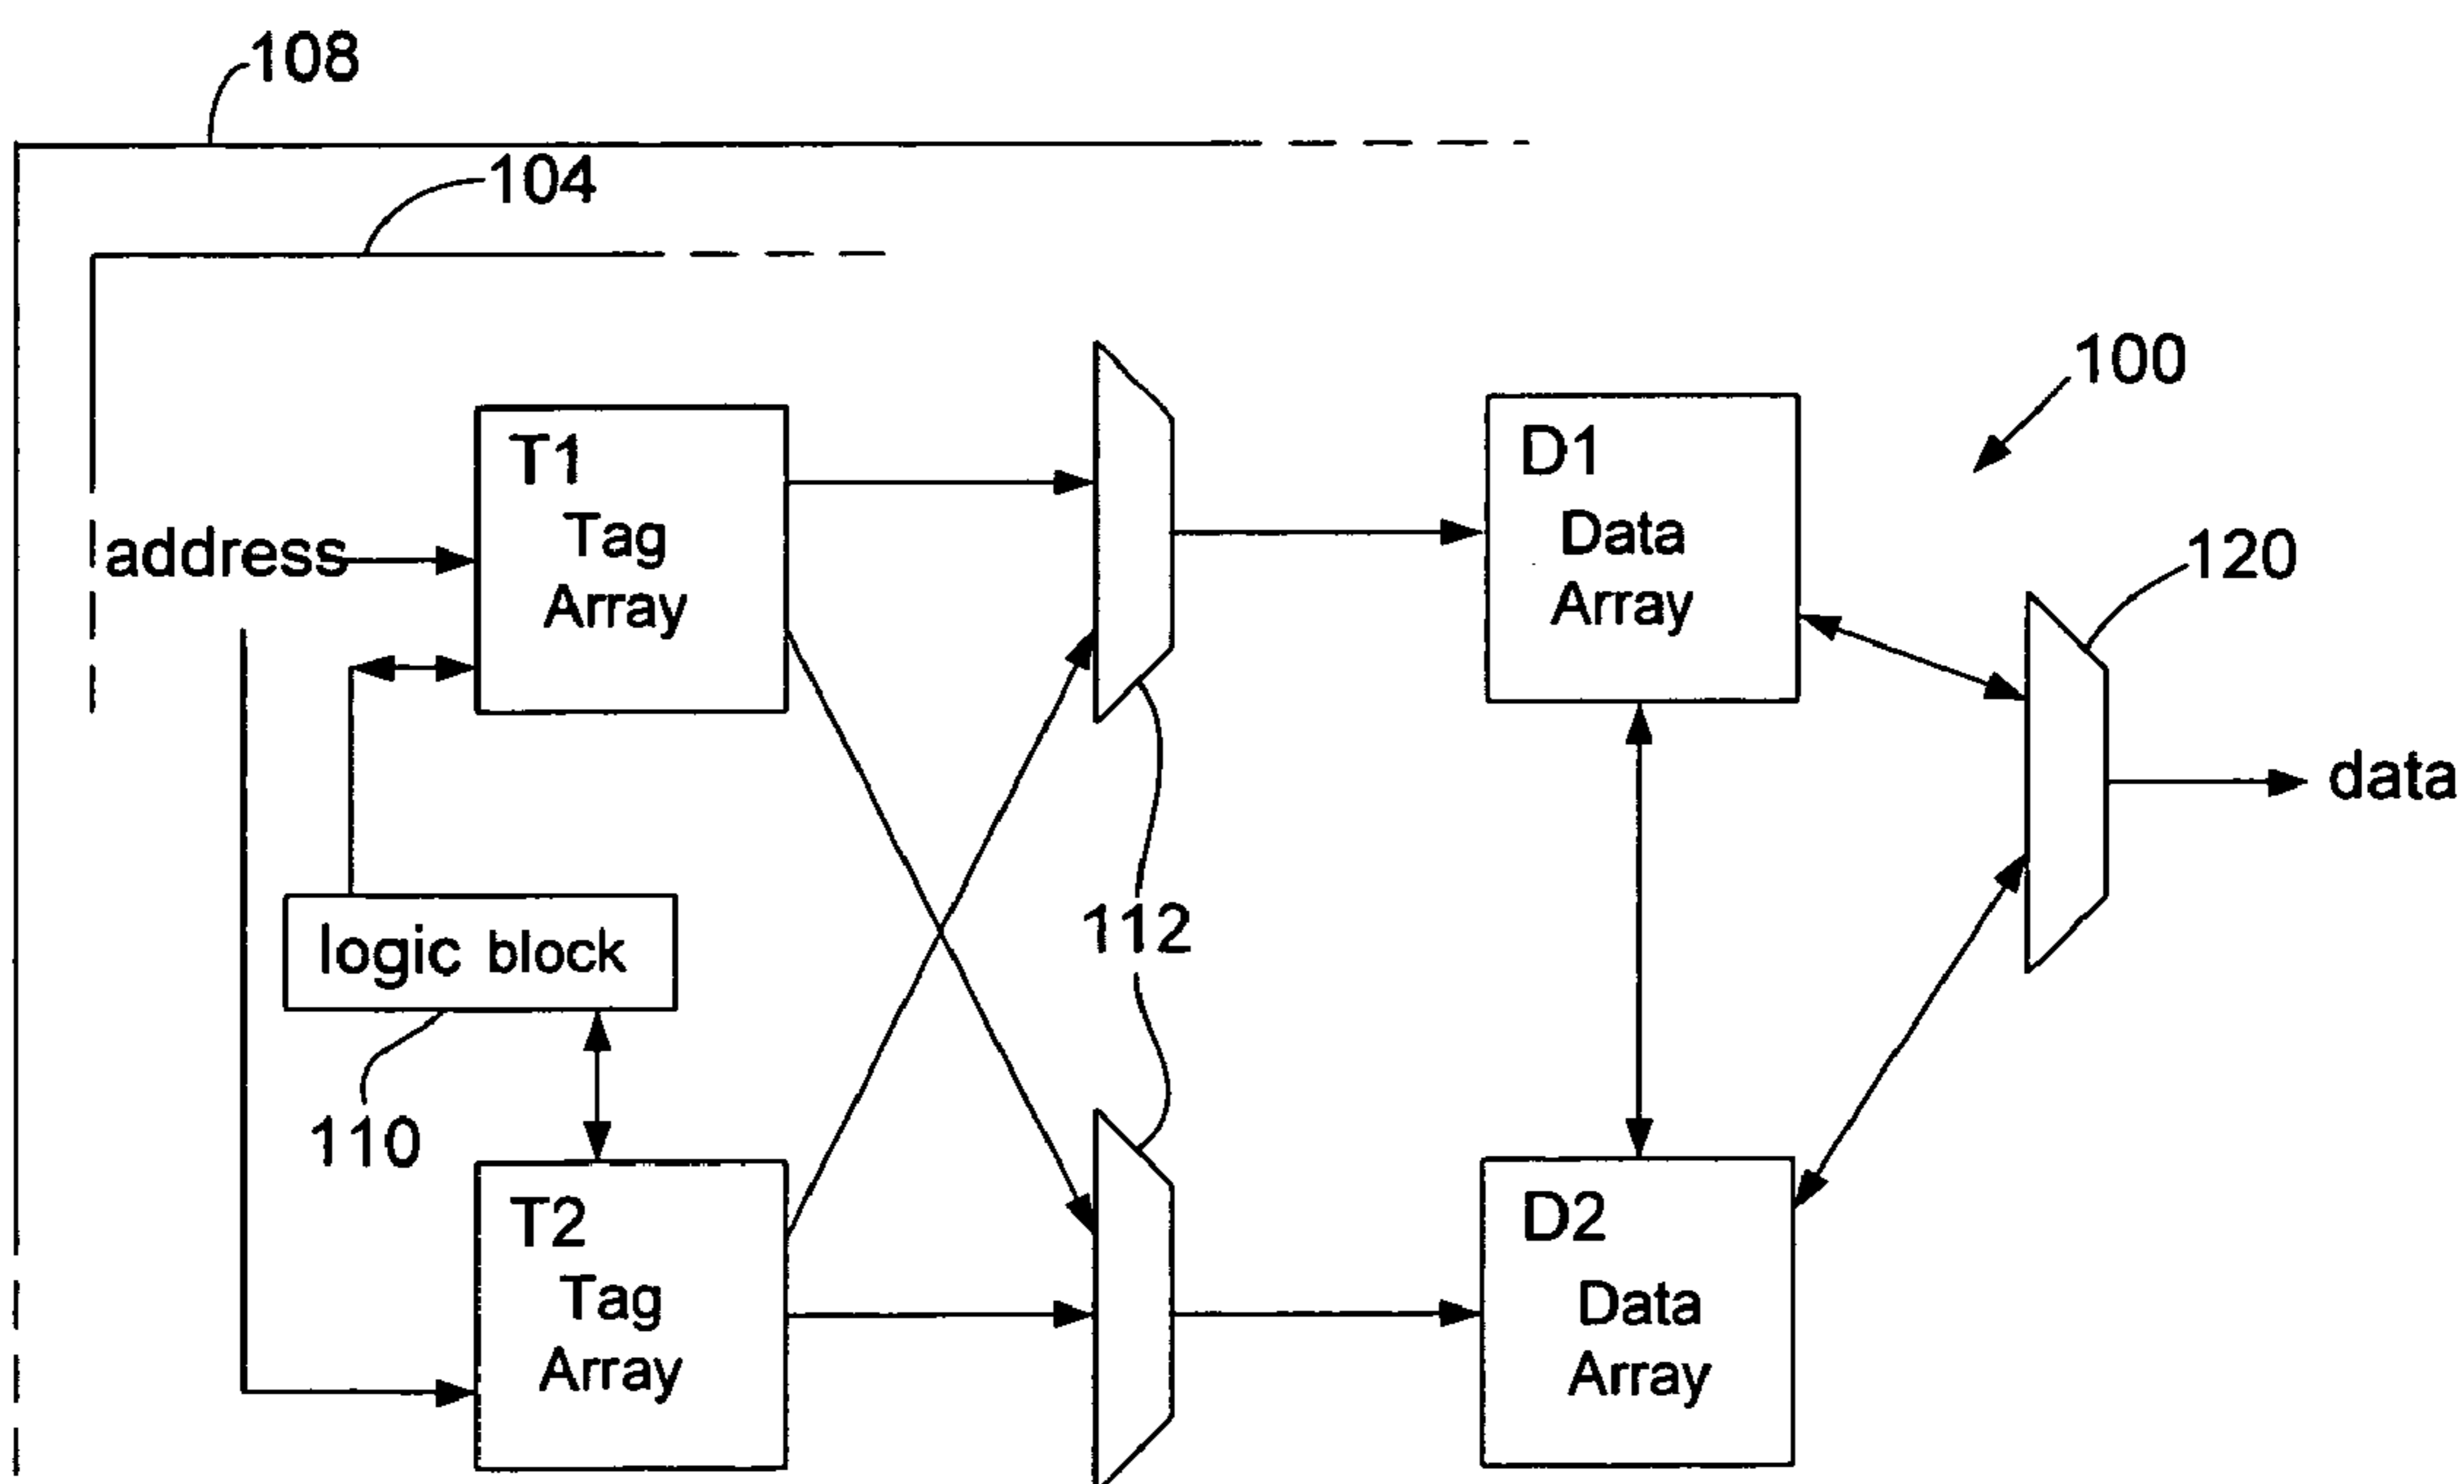 108
104
100
T1
Tag
Array
D1
Data
Array
address
120
data
112
logic block
110
T2
Tag
Array
D2
Data
Array